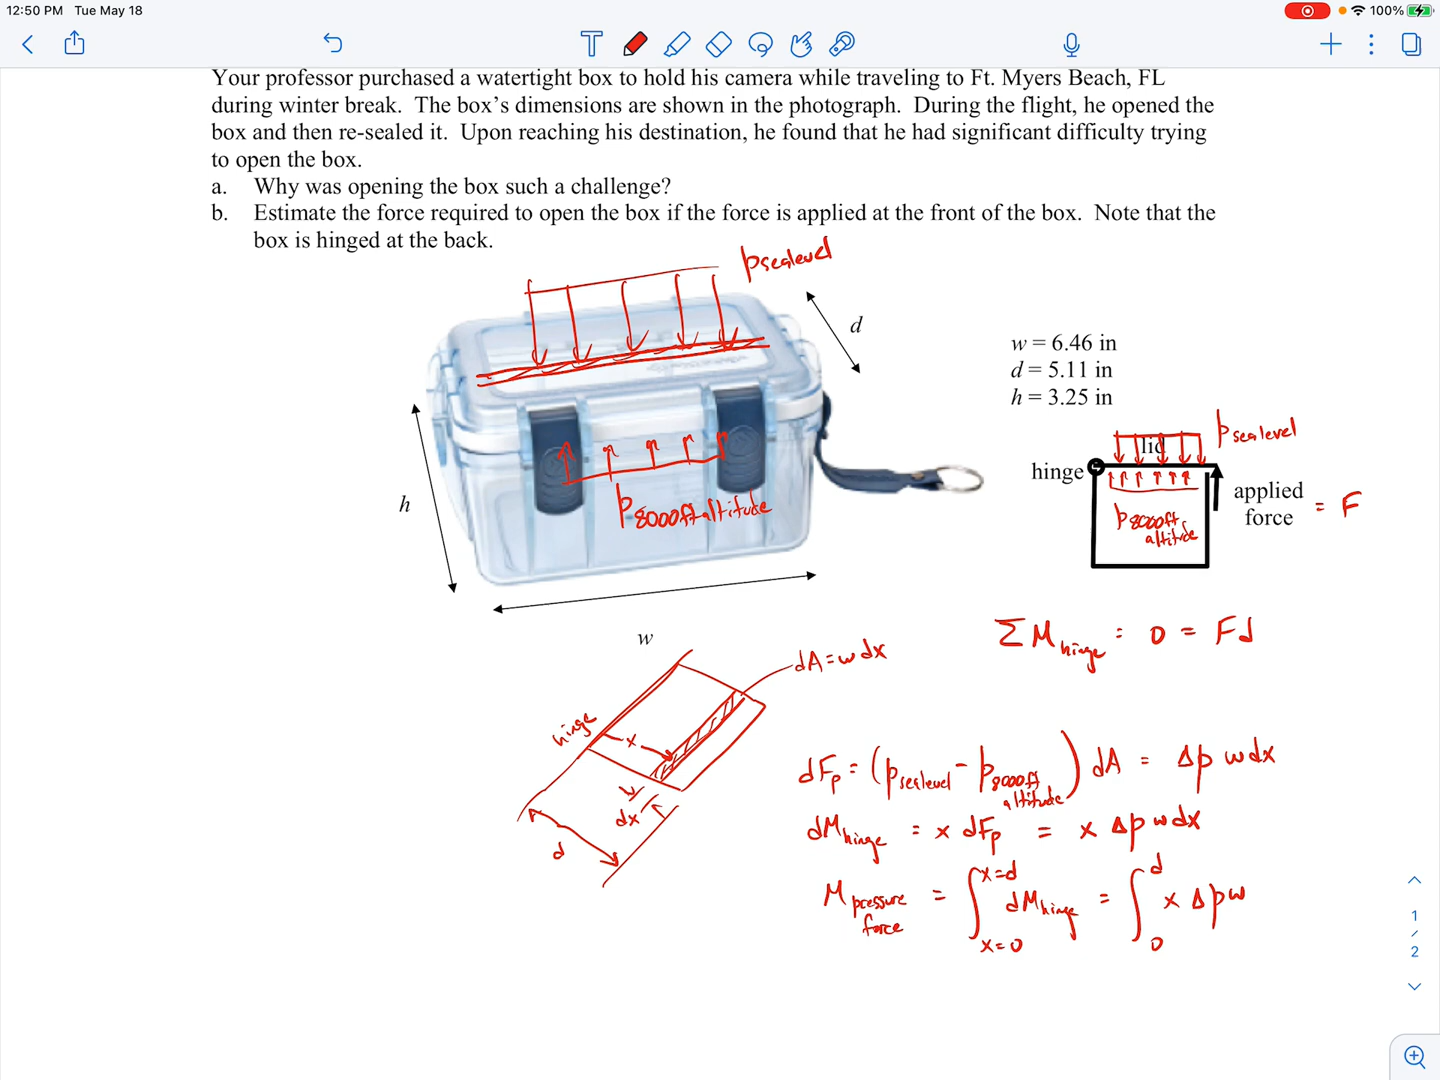 12:50 PM Tue May 18
100%
Your professor purchased a watertight box to hold his camera while traveling to Ft. Myers Beach, FL
during winter break. The box’s dimensions are shown in the photograph. During the flight, he opened the
box and then re-sealed it. Upon reaching his destination, he found that he had significant difficulty trying
to open the box.
a. Why was opening the box such a challenge?
b. Estimate the force required to open the box if the force is applied at the front of the box. Note that the
box is hinged at the back.
psealevel
d
w = 6.46 in
d = 5.11 in
h = 3.25 in
psealevel
lid
hinge
applied
force
= F
p8000ft
altitude
h
p8000ft altitude
w
ΣMhinge = 0 = Fd
dA = w dx
hinge
x
dx
d
dFp = (psealevel - p8000ft altitude) dA = Δp w dx
dMhinge = x dFp = x Δp w dx
Mpressure force = ∫x=0 x=d dMhinge = ∫0 d x Δp w
1
/
2